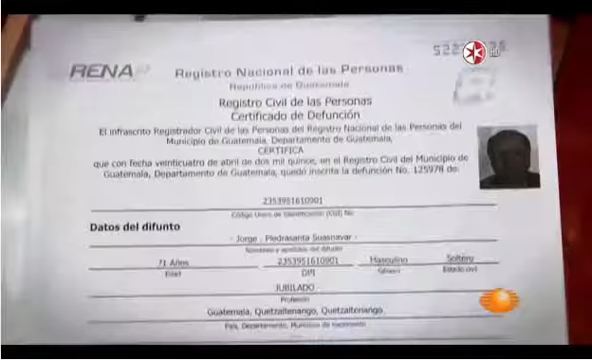 RENAP
Registro Nacional de las Personas
República de Guatemala
Registro Civil de las Personas
Certificado de Defunción
El infrascrito Registrador Civil de las Personas del Registro Nacional de las Personas del
Municipio de Guatemala, Departamento de Guatemala,
CERTIFICA
que con fecha veinticuatro de abril de dos mil quince, en el Registro Civil del Municipio de
Guatemala, Departamento de Guatemala, quedó inscrita la defunción No. 125978 de:
2353951610901
Código Único de Identificación (CUI) No
Datos del difunto
- Jorge , Piedrasanta Suasnavar -
Nombres y apellidos del difunto
71 Años 2353951610901 Masculino Soltero
Edad DPI Género Estado civil
JUBILADO
Profesión
Guatemala, Quetzaltenango, Quetzaltenango
País, Departamento, Municipio de nacimiento